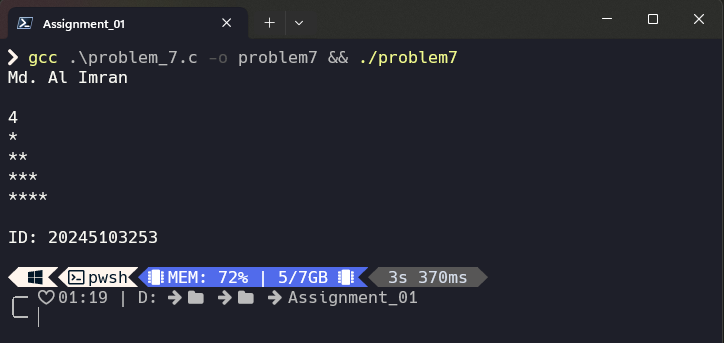 Assignment_01
❯ gcc .\problem_7.c -o problem7 && ./problem7
Md. Al Imran
4
*
**
***
****
ID: 20245103253
pwsh MEM: 72% | 5/7GB 3s 370ms
01:19 | D: → → → Assignment_01